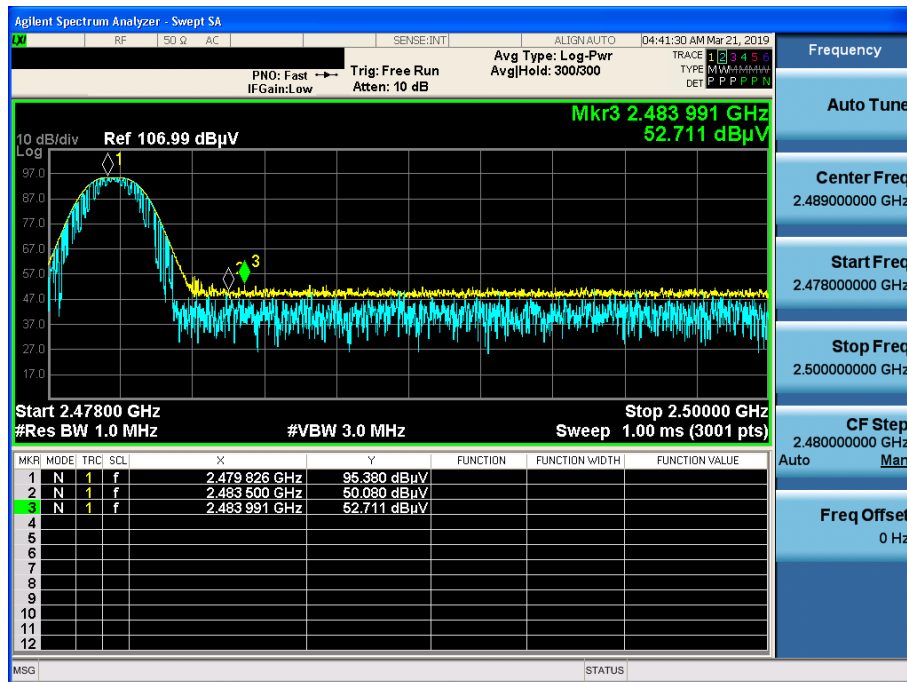 Agilent Spectrum Analyzer - Swept SA
LXI RF 50 Ω AC SENSE:INT ALIGN AUTO 04:41:30 AM Mar 21, 2019
PNO: Fast Trig: Free Run Avg Type: Log-Pwr TRACE 1 2 3 4 5 6
IFGain:Low Atten: 10 dB Avg|Hold: 300/300 TYPE M W M M M W
DET P P P P P N
Mkr3 2.483 991 GHz
52.711 dBµV
10 dB/div Ref 106.99 dBµV
Log
97.0
87.0
77.0
67.0
57.0
47.0
37.0
27.0
17.0
1
2
3
Start 2.47800 GHz Stop 2.50000 GHz
#Res BW 1.0 MHz #VBW 3.0 MHz Sweep 1.00 ms (3001 pts)
MKR MODE TRC SCL X Y FUNCTION FUNCTION WIDTH FUNCTION VALUE
1 N 1 f 2.479 826 GHz 95.380 dBµV
2 N 1 f 2.483 500 GHz 50.080 dBµV
3 N 1 f 2.483 991 GHz 52.711 dBµV
4
5
6
7
8
9
10
11
12
MSG STATUS
Frequency
Auto Tune
Center Freq
2.489000000 GHz
Start Freq
2.478000000 GHz
Stop Freq
2.500000000 GHz
CF Step
2.480000000 GHz
Auto Man
Freq Offset
0 Hz